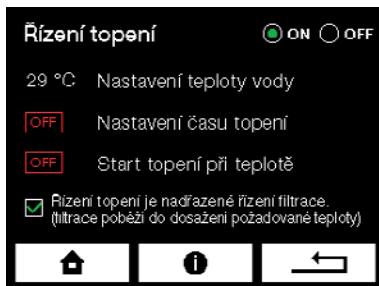 Řízení topení ON OFF
29 °C Nastavení teploty vody
OFF Nastavení času topení
OFF Start topení při teplotě
Řízení topení je nadřazené řízení filtrace.
(filtrace poběží do dosažení požadované teploty)